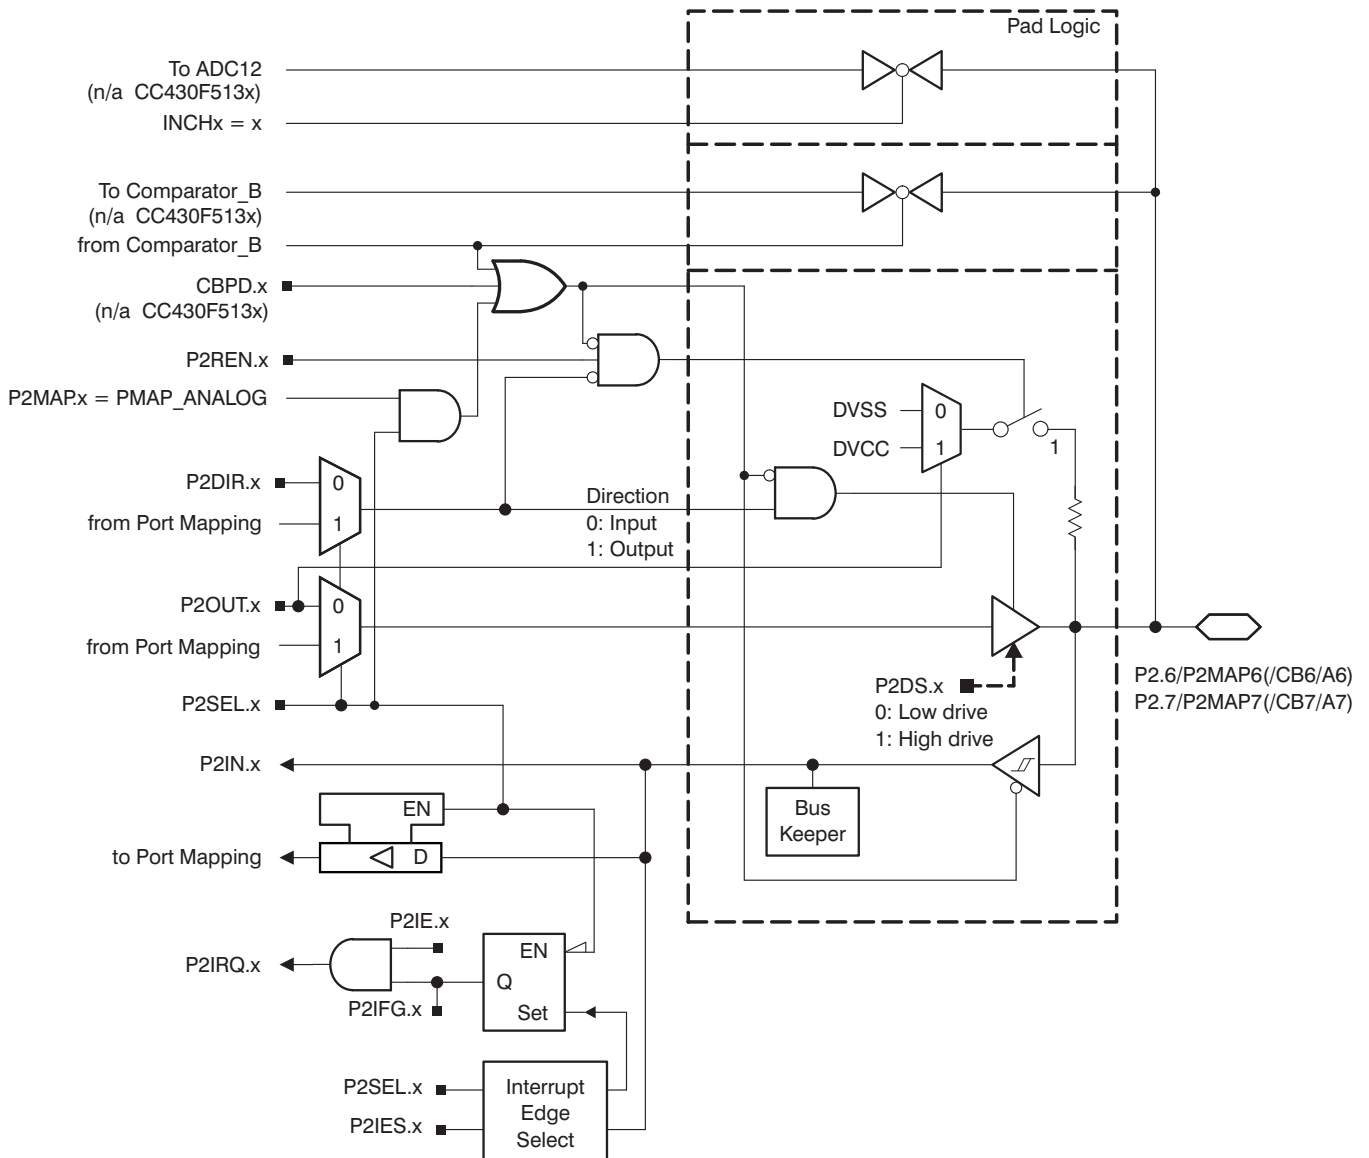 Pad Logic
To ADC12
(n/a CC430F513x)
INCHx = x
To Comparator_B
(n/a CC430F513x)
from Comparator_B
CBPD.x
(n/a CC430F513x)
P2REN.x
P2MAP.x = PMAP_ANALOG
DVSS
0
DVCC
1
1
P2DIR.x
0
from Port Mapping
1
Direction
0: Input
1: Output
P2OUT.x
0
from Port Mapping
1
P2SEL.x
P2DS.x
0: Low drive
1: High drive
P2.6/P2MAP6(/CB6/A6)
P2.7/P2MAP7(/CB7/A7)
P2IN.x
Bus
Keeper
EN
to Port Mapping
D
P2IE.x
P2IRQ.x
EN
Q
P2IFG.x
Set
P2SEL.x
P2IES.x
Interrupt
Edge
Select